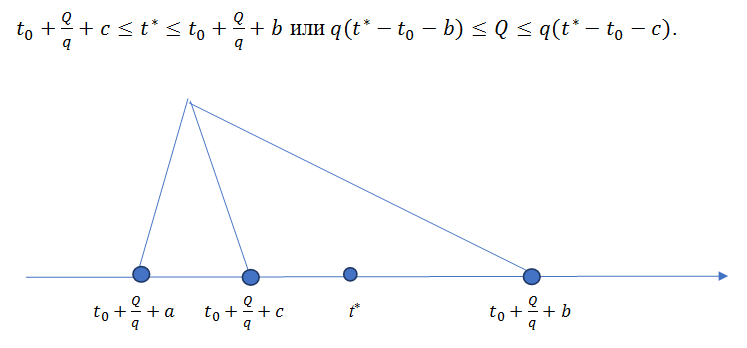 t₀ + Q/q + c ≤ t* ≤ t₀ + Q/q + b или q(t* − t₀ − b) ≤ Q ≤ q(t* − t₀ − c).
t₀ + Q/q + a t₀ + Q/q + c t* t₀ + Q/q + b